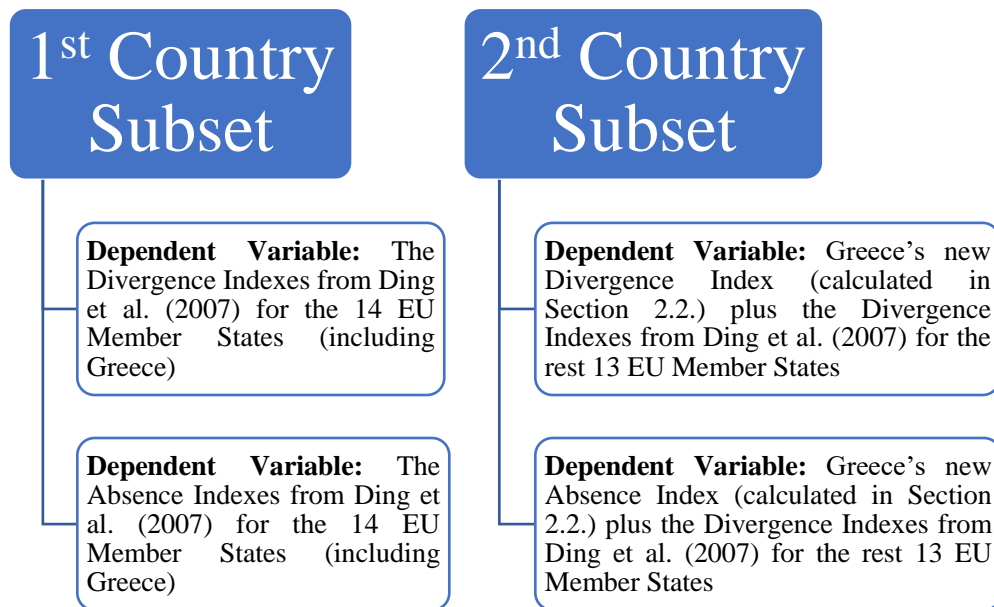 1st Country
Subset
Dependent Variable: The
Divergence Indexes from Ding
et al. (2007) for the 14 EU
Member States (including
Greece)
Dependent Variable: The
Absence Indexes from Ding et
al. (2007) for the 14 EU
Member States (including
Greece)
2nd Country
Subset
Dependent Variable: Greece’s new
Divergence Index (calculated in
Section 2.2.) plus the Divergence
Indexes from Ding et al. (2007) for the
rest 13 EU Member States
Dependent Variable: Greece’s new
Absence Index (calculated in Section
2.2.) plus the Divergence Indexes from
Ding et al. (2007) for the rest 13 EU
Member States